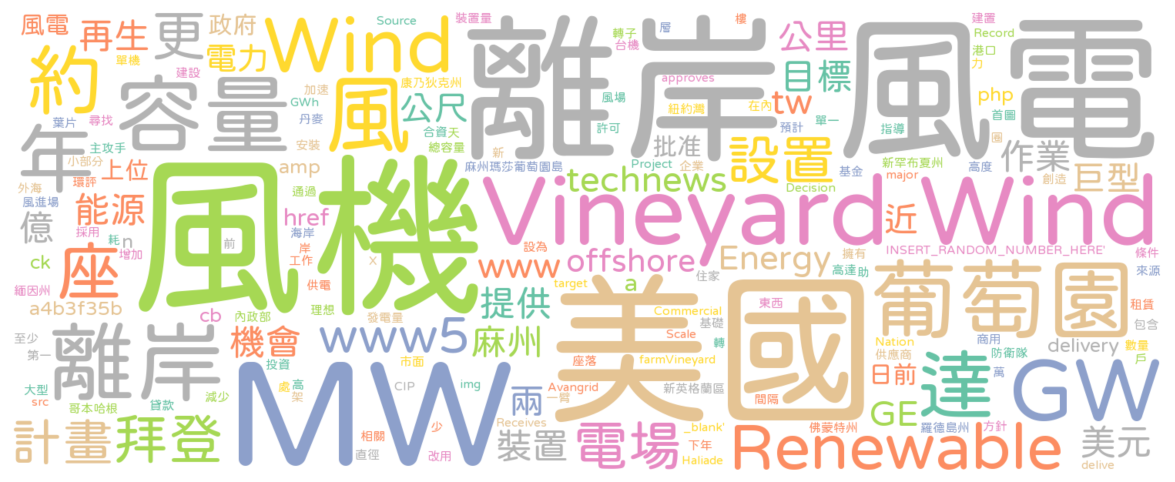 風電
再生
更
政府
Source
Wind
裝置量
轉子
台機
離岸風電
公里
建置
Record
港口
力
單機
約
建設
電力
容量
加速
康乃狄克州
風
GWh
丹麥
公尺
目標
approves
風場
紐約灣
在內
tw
樓
層
php
首圖
葉片
尋找
主攻手
年
小部分
上位
安裝
合資
天
總容量
許可
預計
單一
指導
圈
批准
設置
作業
新
麻州瑪莎葡萄園島
企業
Project
Decision
基金
新罕布夏州
major
高度
創造
巨型
amp
通過
外海
環評
風進場
採用
能源
億
耗
n
增加
風機
前
href
海岸
岸
工作
technews
Vineyard Wind
近
設為
offshore
擁有
INSERT_RANDOM_NUMBER_HERE'
條件
ck
座
供電
x
www
a
住家
Energy
高達
助
來源
緬因州
a4b3f35b
cb
內政部
理想
發電量
提供
target
美國
東西
葡萄園
租賃
包含
至少
第一
離岸
機會
www5
麻州
Commercial
基礎
Scale
轉
Nation
商用
供應商
防衛隊
delivery
數量
戶
投資
市面
座落
farmVineyard
大型
src
減少
處
高
架
MW
CIP
img
兩
Avangrid
一臂
新英格蘭區
間隔
日前
達
萬
GW
哥本哈根
貸款
GE
計畫
拜登
相關
直徑
少
改用
Receives
裝置
電場
_blank'
下年
Haliade
Renewable
佛蒙特州
羅德島州
方針
美元
delive